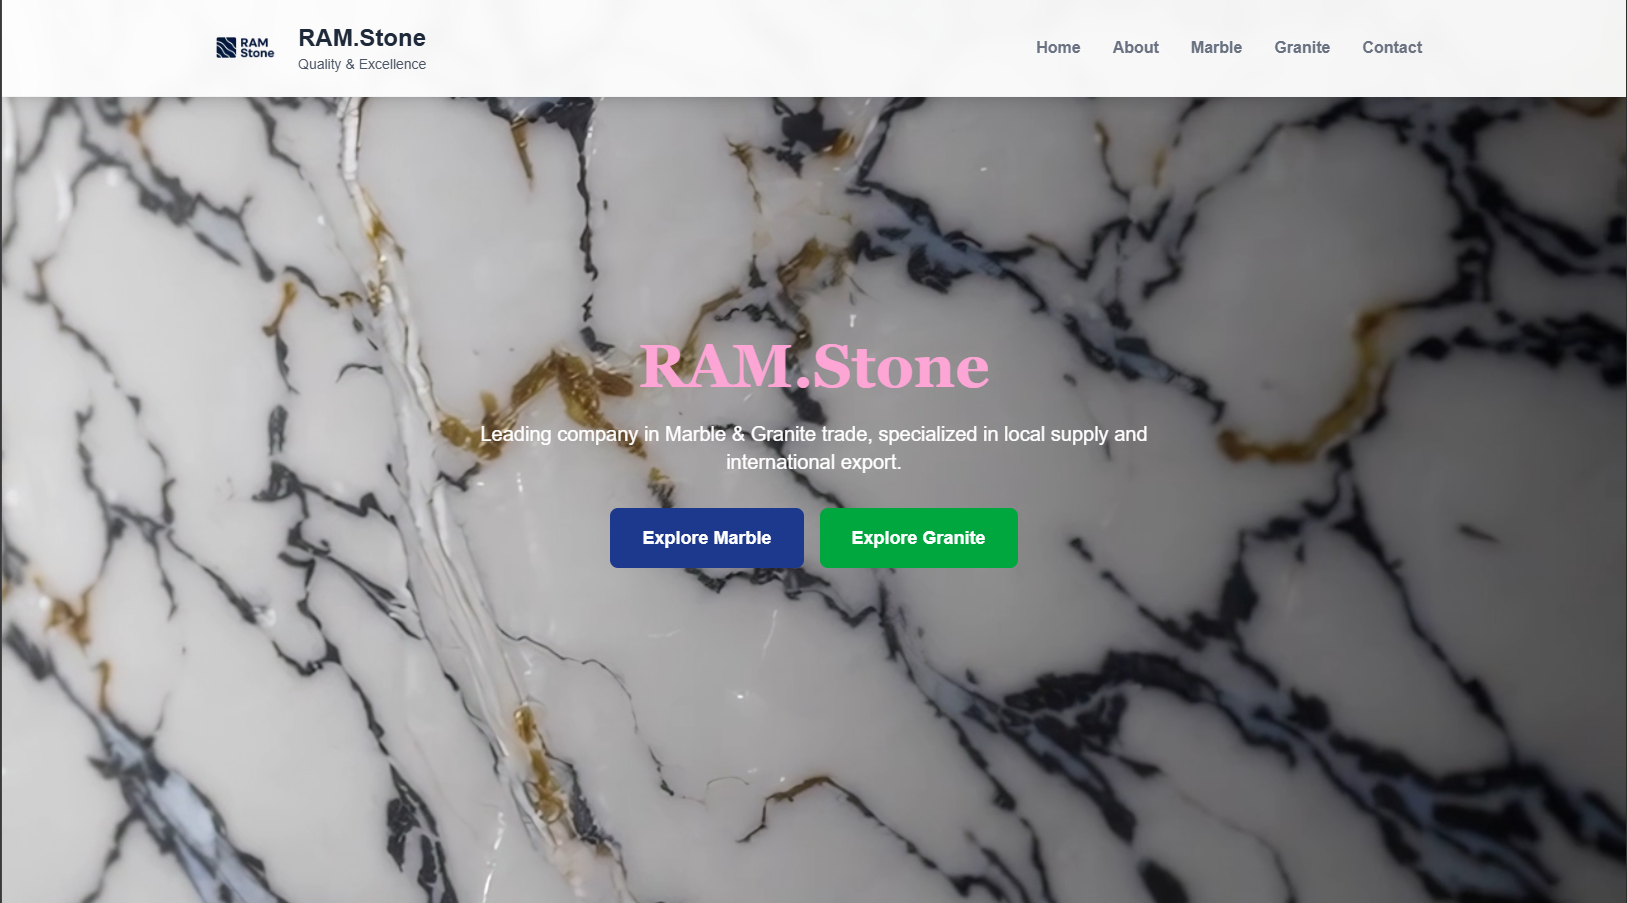 RAM
Stone
RAM.Stone
Quality & Excellence
Home
About
Marble
Granite
Contact
RAM.Stone
Leading company in Marble & Granite trade, specialized in local supply and
international export.
Explore Marble
Explore Granite